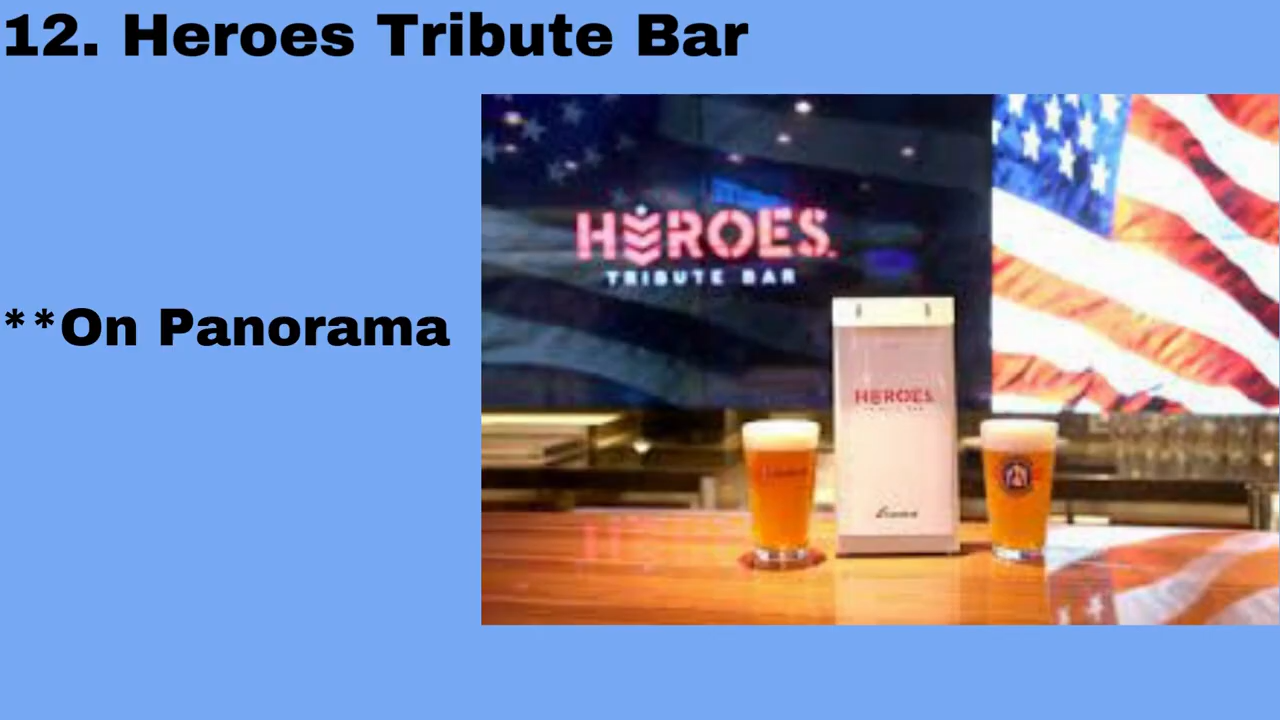 12. Heroes Tribute Bar
**On Panorama
HEROES
TRIBUTE BAR
HEROES